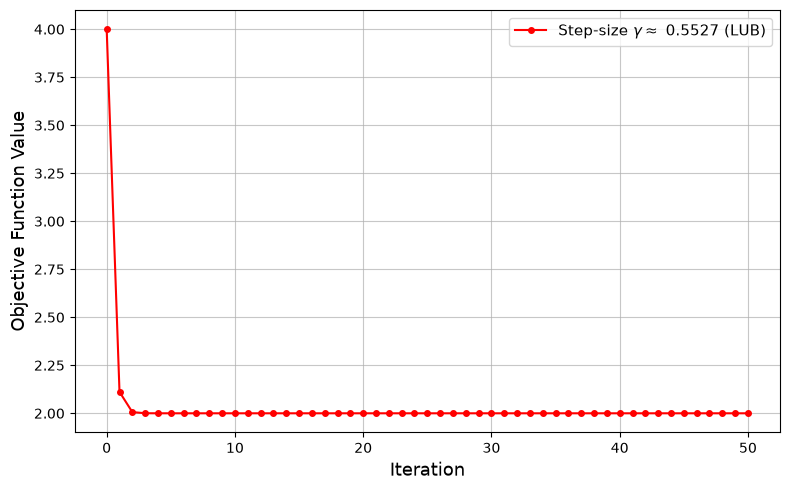 4.00
3.75
3.50
3.25
3.00
2.75
2.50
2.25
2.00
Objective Function Value
Step-size γ ≈ 0.5527 (LUB)
0 10 20 30 40 50
Iteration